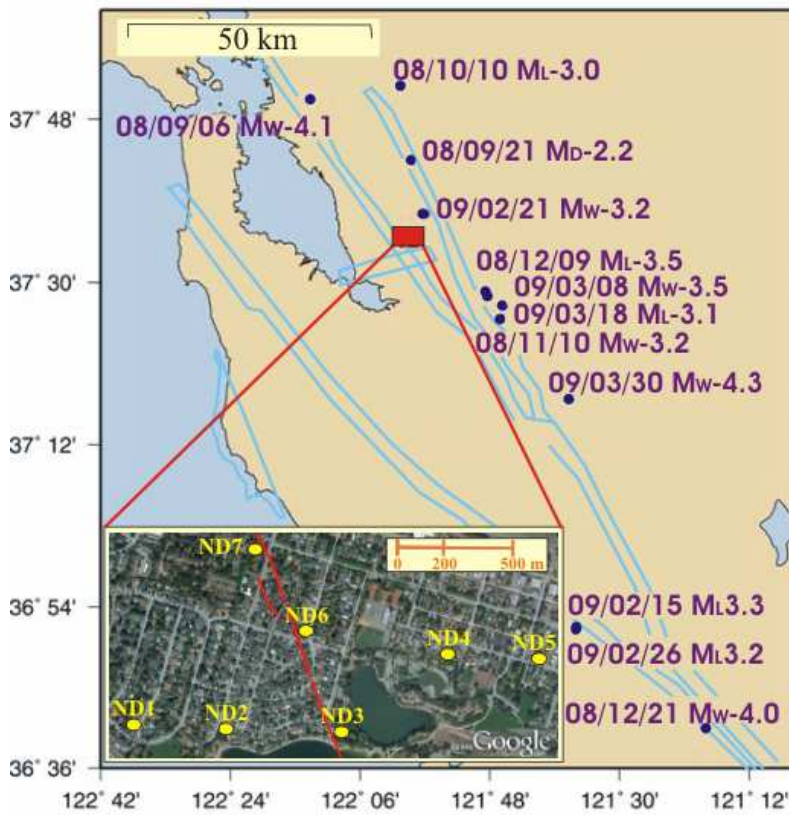 50 km
08/10/10 ML-3.0
37° 48'
08/09/06 MW-4.1
08/09/21 MD-2.2
09/02/21 MW-3.2
37° 30'
08/12/09 ML-3.5
09/03/08 MW-3.5
09/03/18 ML-3.1
08/11/10 MW-3.2
09/03/30 MW-4.3
37° 12'
ND7
0 200 500 m
36° 54'
ND6
09/02/15 ML3.3
ND4
ND5
09/02/26 ML3.2
ND1
ND2
ND3
08/12/21 MW-4.0
Google
36° 36'
122° 42' 122° 24' 122° 06' 121° 48' 121° 30' 121° 12'